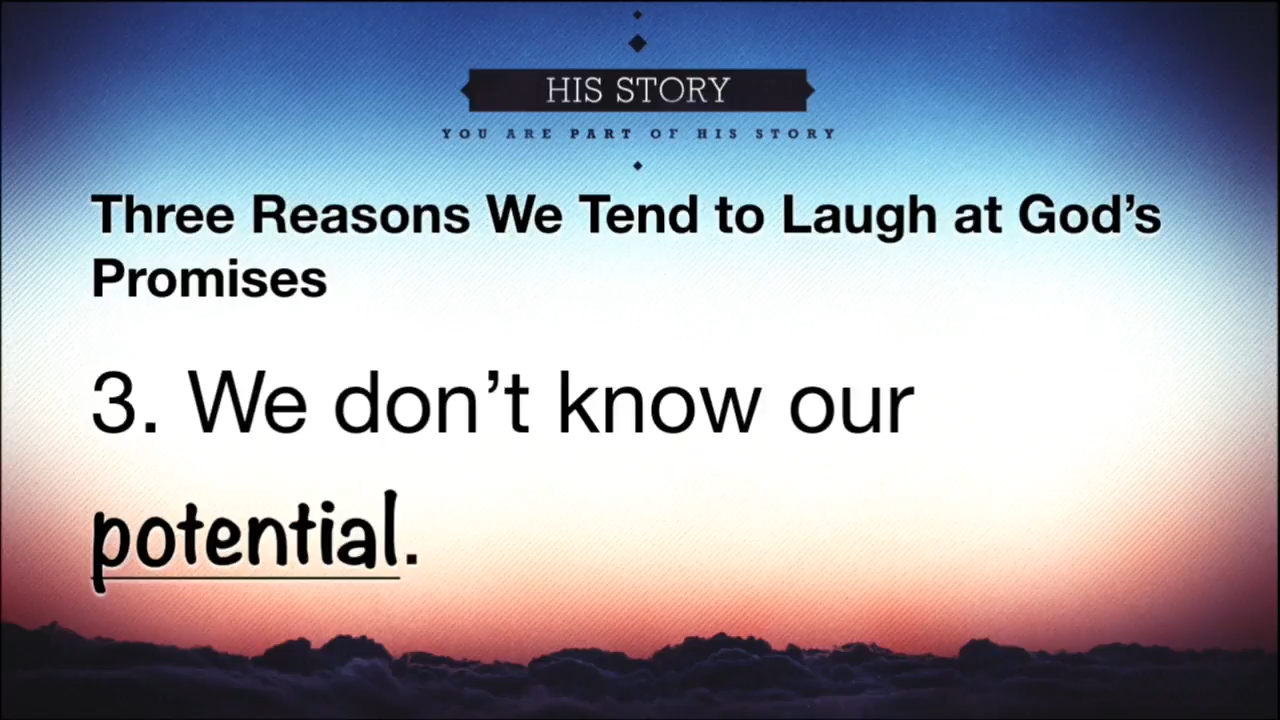 HIS STORY
YOU ARE PART OF HIS STORY
Three Reasons We Tend to Laugh at God’s
Promises
3. We don’t know our
potential.